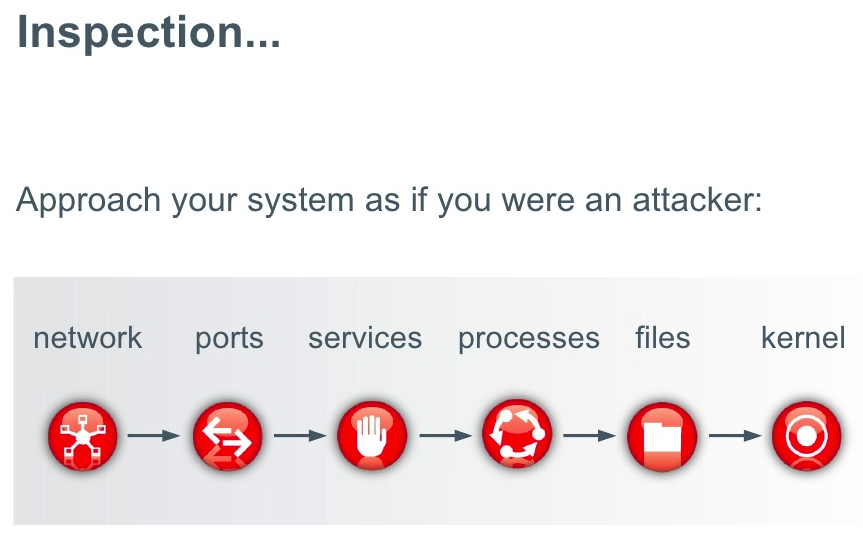 Inspection...
Approach your system as if you were an attacker:
network ports services processes files kernel